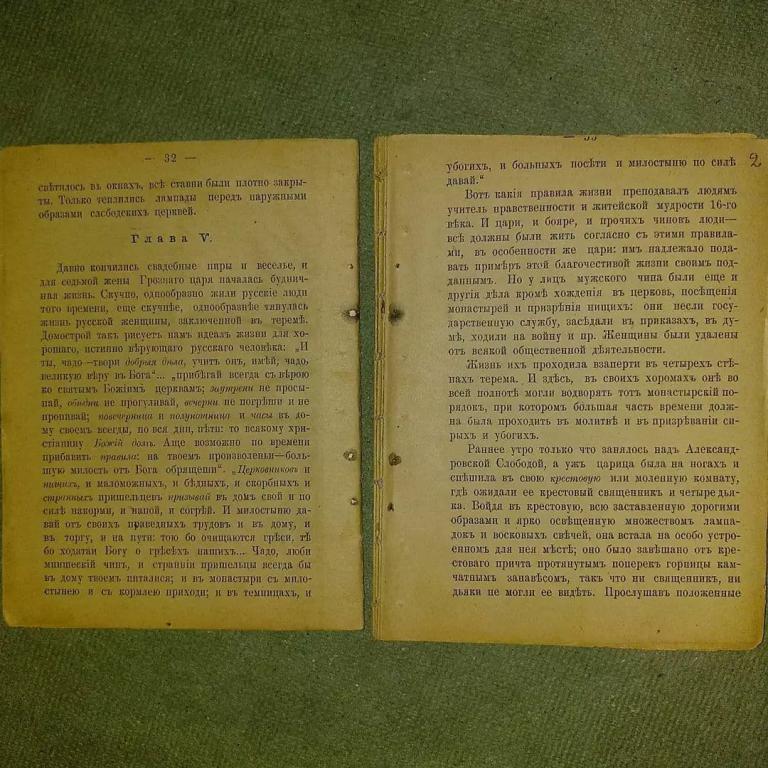 — 32 —
свѣтилось въ окнахъ, всѣ ставни были плотно закры-
ты. Только теплились лампады передъ наружными
образами слободскихъ церквей.
Глава V.
Давно кончились свадебные пиры и веселье, и
для седьмой жены Грознаго царя началась буднич-
ная жизнь. Скучно, однообразно жили русскіе люди
того времени, еще скучнѣе, однообразнѣе тянулась
жизнь русской женщины, заключенной въ теремѣ.
Домострой такъ рисуетъ намъ идеалъ жизни для хо-
рошаго, истинно вѣрующаго русскаго человѣка: „И
ты, чадо—твори добрыя дѣла, учитъ онъ, имѣй; чадо,
великую вѣру въ Бога“... „прибѣгай всегда съ вѣрою
ко святымъ Божіимъ церквамъ; заутрени не просы-
пай, обѣдни не прогуливай, вечерни не погрѣши и не
пропивай; повечерница и полунощница и часы въ до-
му своемъ всегды, по вся дни, пѣти: то всякому хри-
стіанину Божій долгъ. Аще возможно по времени
прибавить правила: на твоемъ произволеньи—боль-
шую милость отъ Бога обрящеши“. „Церковниковъ и
нищихъ, и маломожныхъ, и бѣдныхъ, и скорбныхъ и
странныхъ пришельцевъ призывай въ домъ свой и по
силѣ накорми, и напой, и согрѣй. И милостыню да-
вай отъ своихъ праведныхъ трудовъ и въ дому, и
въ торгу, и на пути: тою бо очищаются грѣси, тѣ
бо ходатаи Богу о грѣсѣхъ нашихъ... Чадо, люби
мнишескій чинъ, и странніи пришельцы всегда бы
въ дому твоемъ питалися; и въ монастыри съ мило-
стынею и съ кормлею приходи; и въ темницахъ, и
убогихъ, и больныхъ посѣти и милостыню по силѣ
давай.“
2
Вотъ какія правила жизни преподавалъ людямъ
учитель нравственности и житейской мудрости 16-го
вѣка. И цари, и бояре, и прочихъ чиновъ люди—
всѣ должны были жить согласно съ этими правила-
ми, въ особенности же цари: имъ надлежало пода-
вать примѣръ этой благочестивой жизни своимъ под-
даннымъ. Но у лицъ мужского чина были еще и
другія дѣла кромѣ хожденія въ церковь, посѣщенія
монастырей и призрѣнія нищихъ: они несли госу-
дарственную службу, засѣдали въ приказахъ, въ ду-
мѣ, ходили на войну и пр. Женщины были удалены
отъ всякой общественной дѣятельности.
Жизнь ихъ проходила взаперти въ четырехъ стѣ-
нахъ терема. И здѣсь, въ своихъ хоромахъ онѣ во
всей полнотѣ могли водворять тотъ монастырскій по-
рядокъ, при которомъ большая часть времени долж-
на была проходить въ молитвѣ и въ призрѣваніи си-
рыхъ и убогихъ.
Раннее утро только что занялось надъ Александ-
ровской Слободой, а ужъ царица была на ногахъ и
спѣшила въ свою крестовую или моленную комнату,
гдѣ ожидали ее крестовый священникъ и четыре дья-
ка. Войдя въ крестовую, всю заставленную дорогими
образами и ярко освѣщенную множествомъ лампа-
докъ и восковыхъ свѣчей, она встала на особо устро-
енномъ для нея мѣстѣ; оно было завѣшано отъ кре-
стоваго причта протянутымъ поперекъ горницы кам-
чатнымъ занавѣсомъ, такъ что ни священникъ, ни
дьяки не могли ее видѣть. Прослушавъ положенные